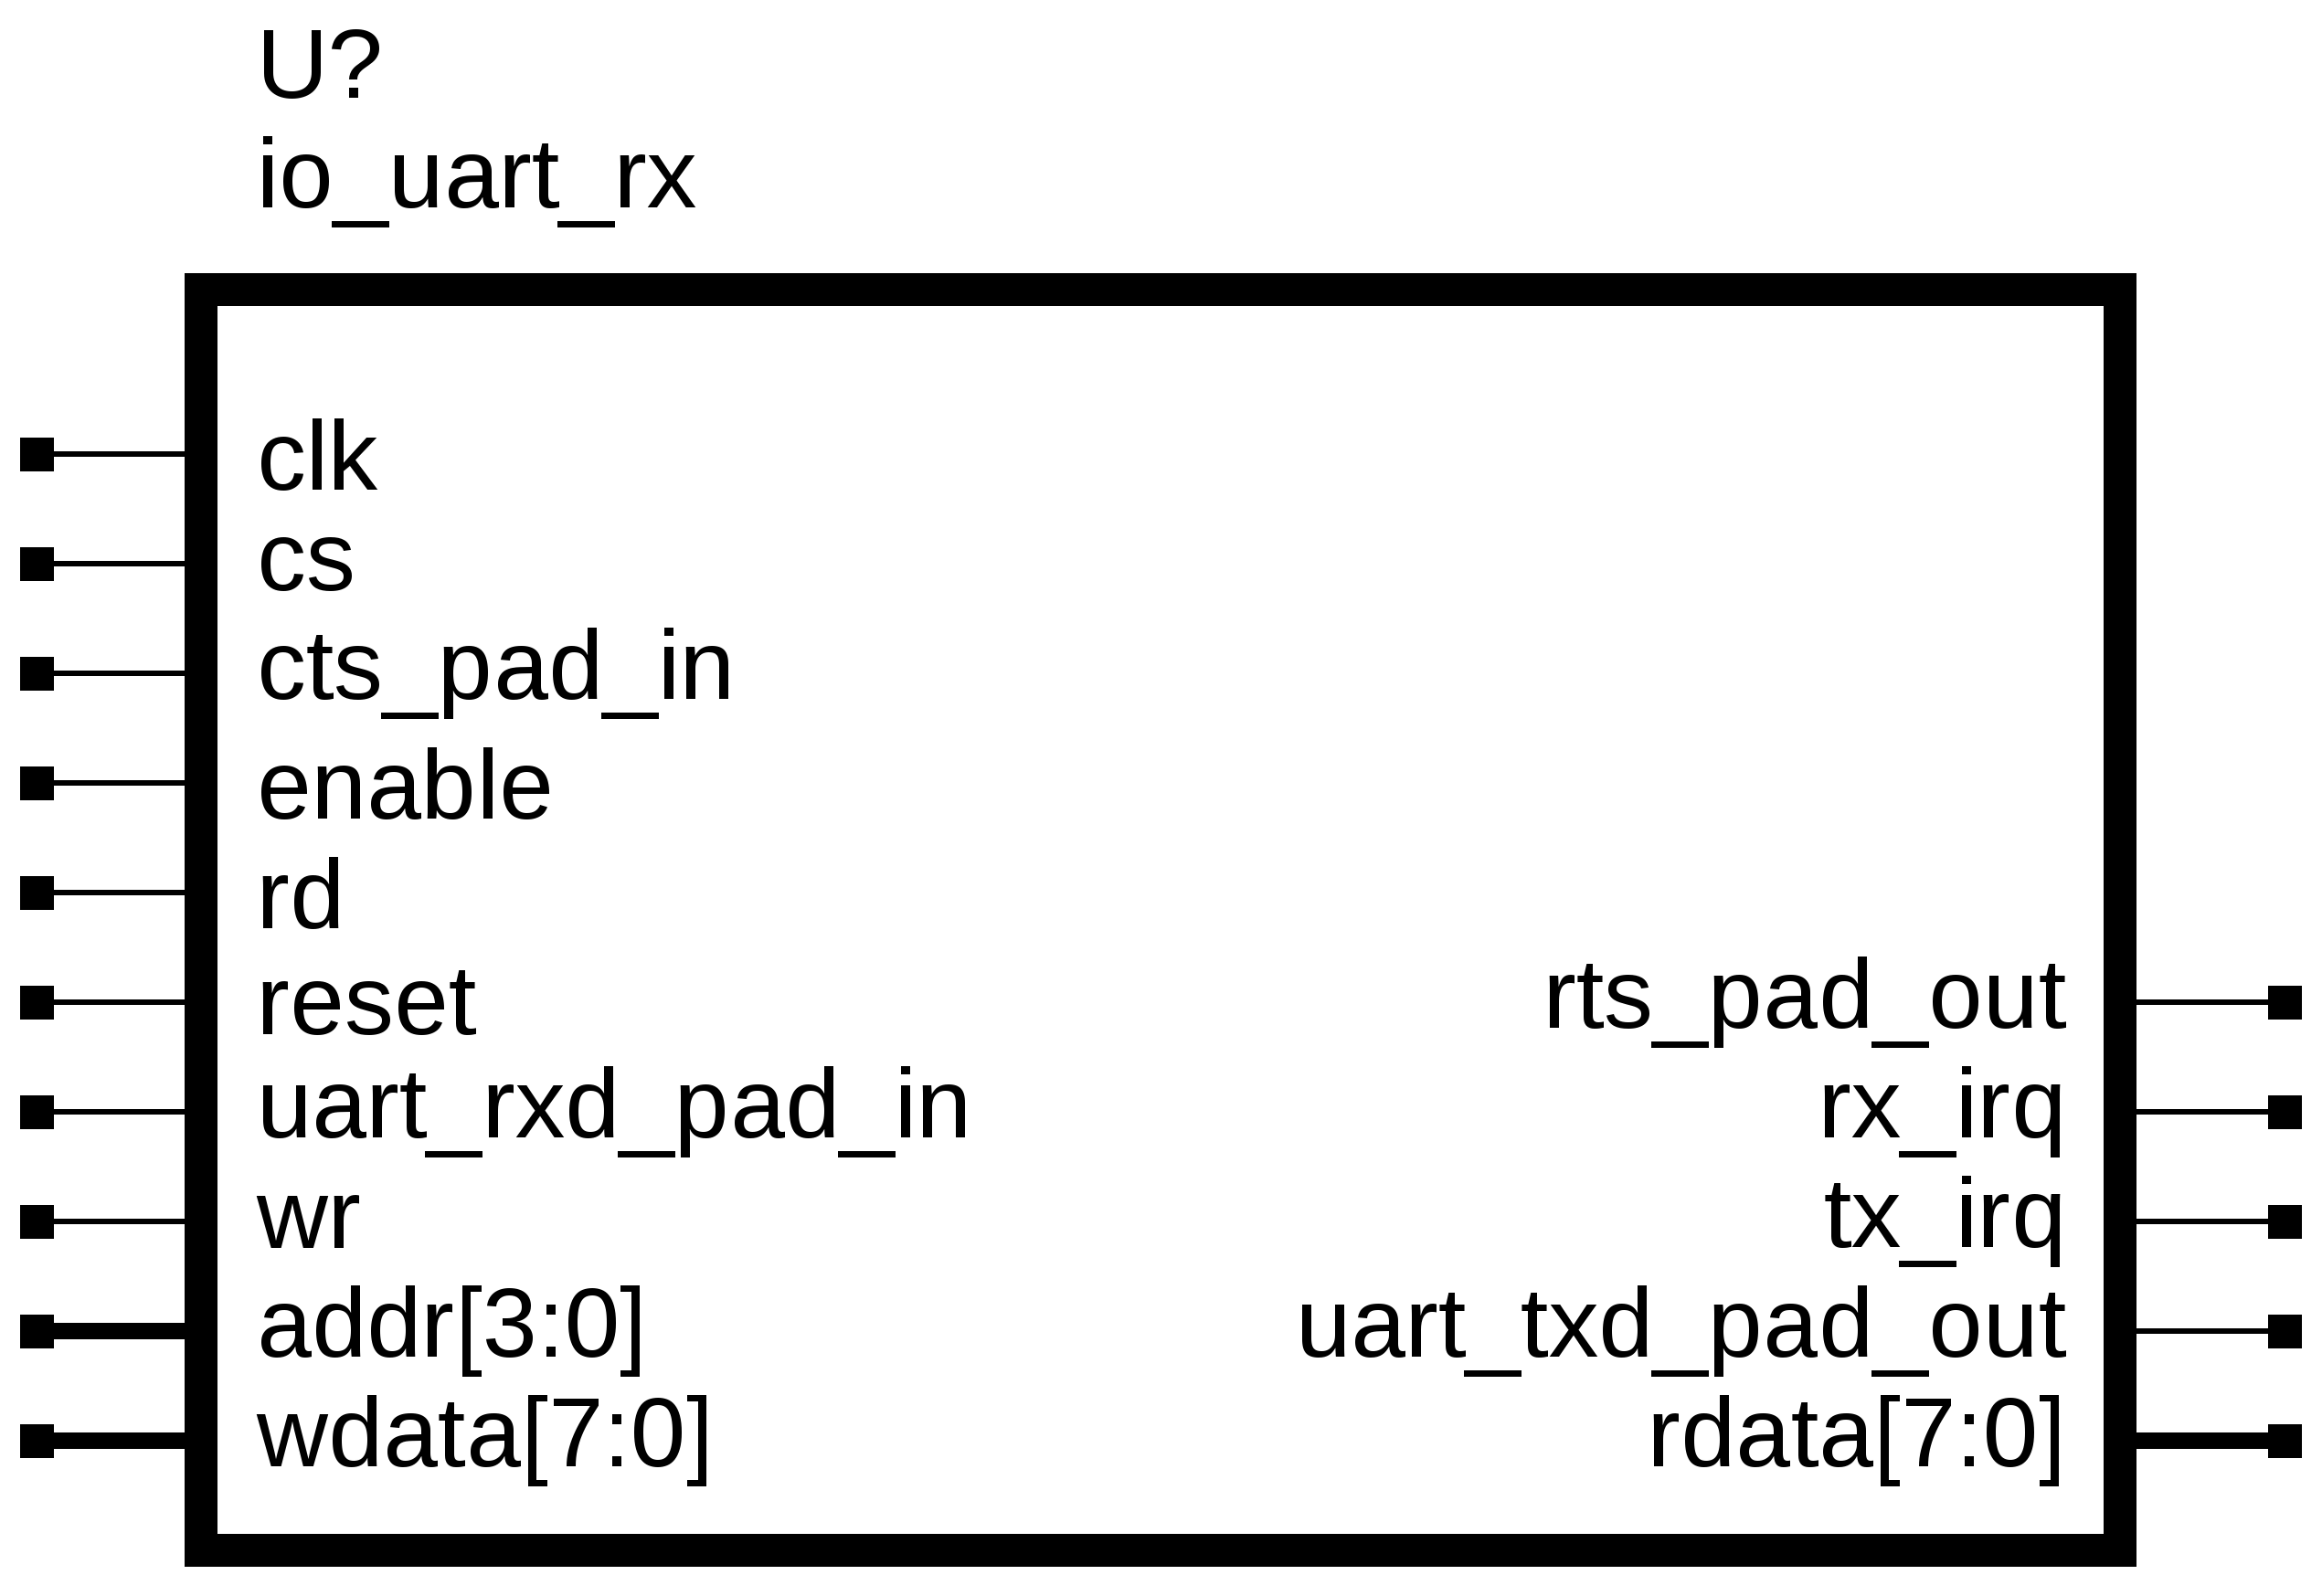 U?
io_uart_rx
clk
cs
cts_pad_in
enable
rd
reset
rts_pad_out
uart_rxd_pad_in
rx_irq
wr
tx_irq
addr[3:0]
uart_txd_pad_out
wdata[7:0]
rdata[7:0]